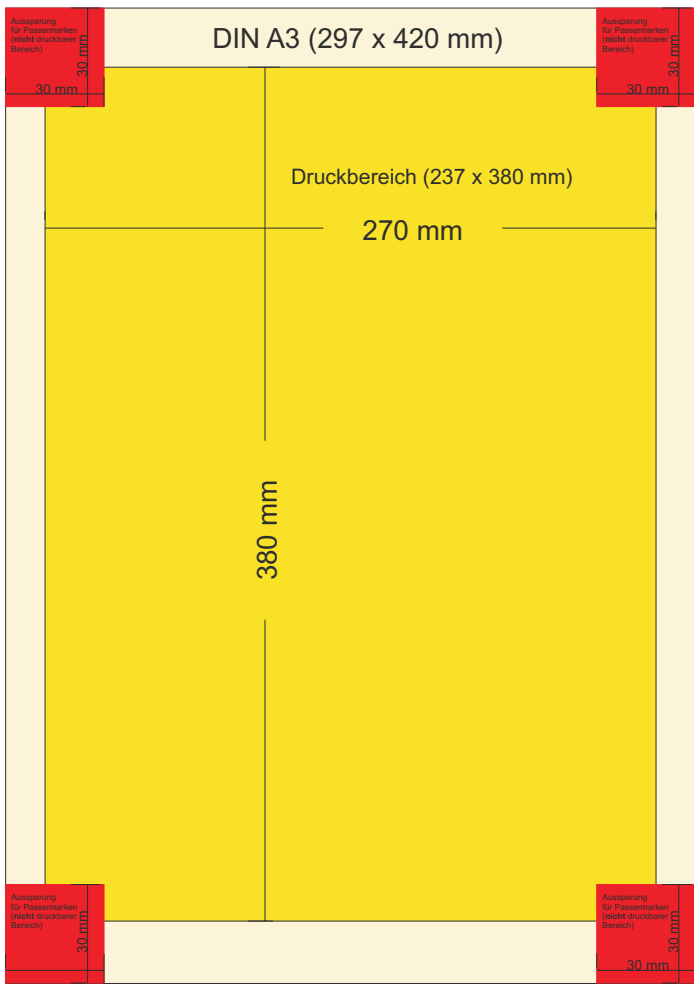 Aussparung
für Passermarken
(nicht druckbarer
Bereich)
30 mm
30 mm
DIN A3 (297 x 420 mm)
Aussparung
für Passermarken
(nicht druckbarer
Bereich)
30 mm
30 mm
Druckbereich (237 x 380 mm)
270 mm
380 mm
Aussparung
für Passermarken
(nicht druckbarer
Bereich)
30 mm
30 mm
Aussparung
für Passermarken
(nicht druckbarer
Bereich)
30 mm
30 mm